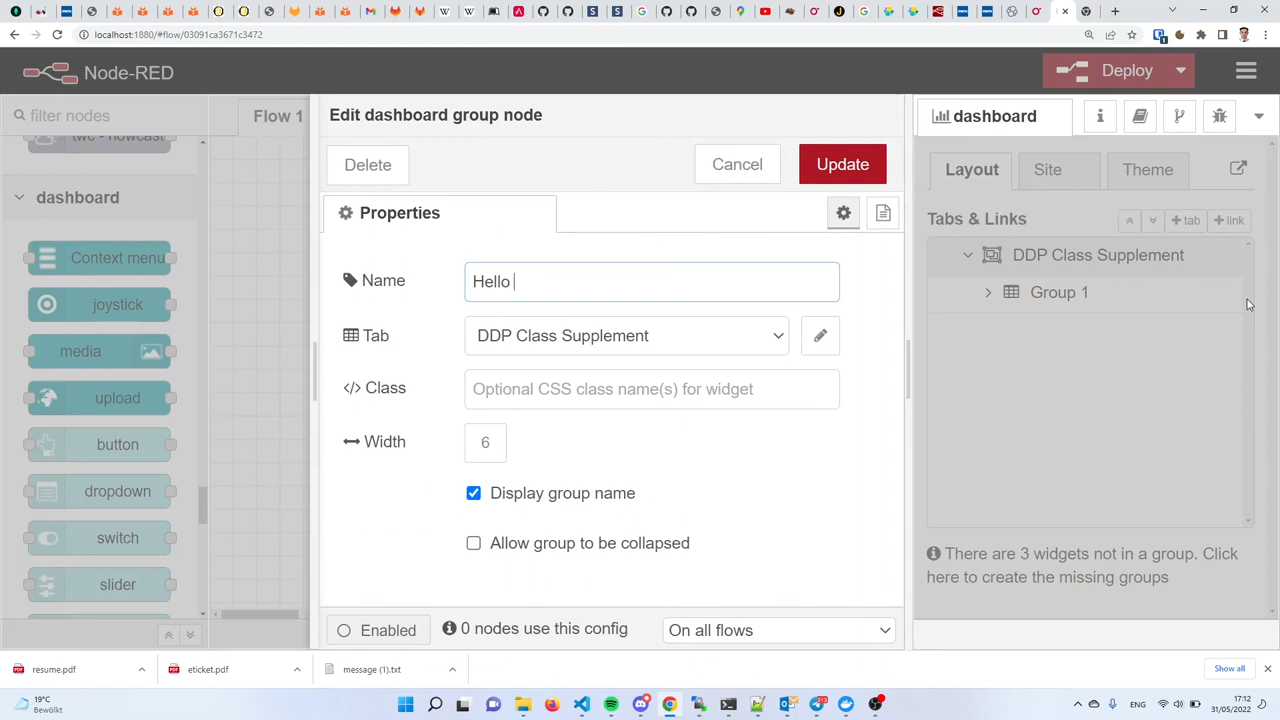 localhost:1880/#flow/03091ca3671c3472
Node-RED
Deploy
filter nodes
Flow 1
Edit dashboard group node
dashboard
twc - nowcast
Delete
Cancel
Update
Layout
Site
Theme
dashboard
Properties
Tabs & Links
tab
link
Context menu
DDP Class Supplement
Name
Hello
Group 1
joystick
Tab
DDP Class Supplement
media
Class
Optional CSS class name(s) for widget
upload
Width
6
button
Display group name
dropdown
switch
Allow group to be collapsed
There are 3 widgets not in a group. Click
here to create the missing groups
slider
Enabled
0 nodes use this config
On all flows
resume.pdf
eticket.pdf
message (1).txt
Show all
19°C
Bewölkt
ENG
17:12
31/05/2022